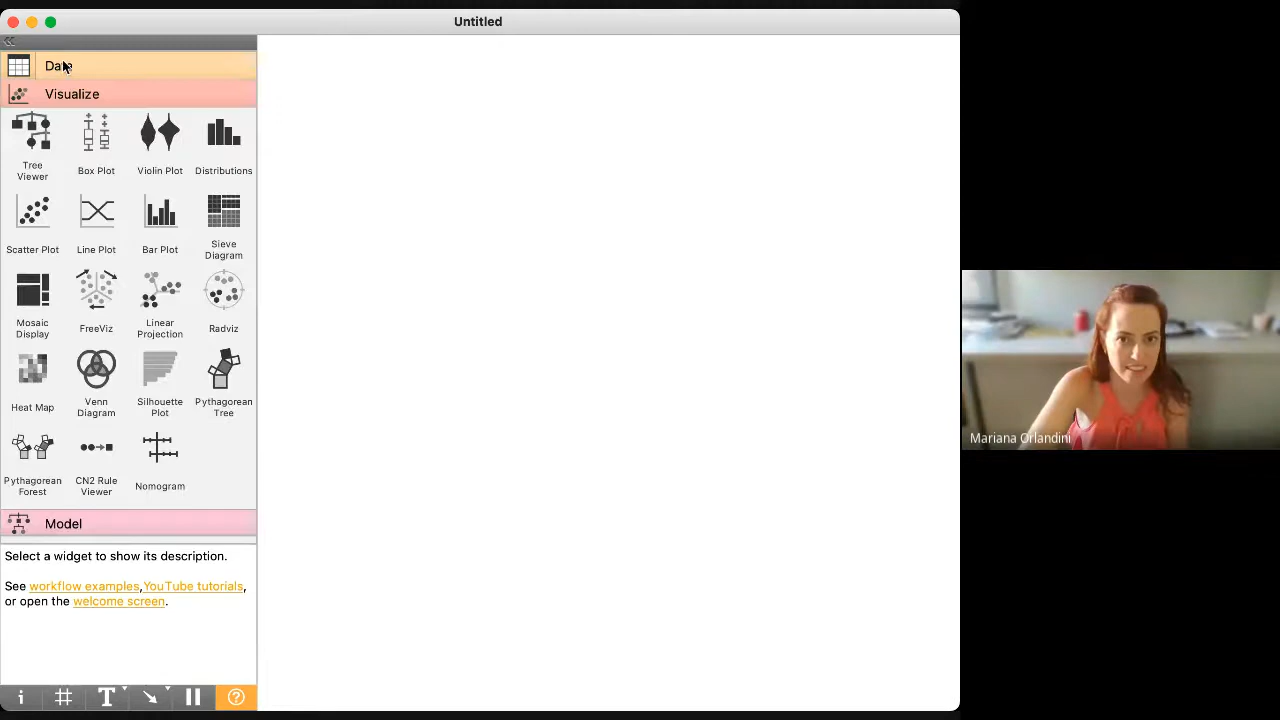 Untitled
Data
Visualize
Tree
Viewer
Box Plot
Violin Plot
Distributions
Scatter Plot
Line Plot
Bar Plot
Sieve
Diagram
Mosaic
Display
FreeViz
Linear
Projection
Radviz
Heat Map
Venn
Diagram
Silhouette
Plot
Pythagorean
Tree
Pythagorean
Forest
CN2 Rule
Viewer
Nomogram
Model
Select a widget to show its description.
See workflow examples,YouTube tutorials,
or open the welcome screen.
Mariana Orlandini